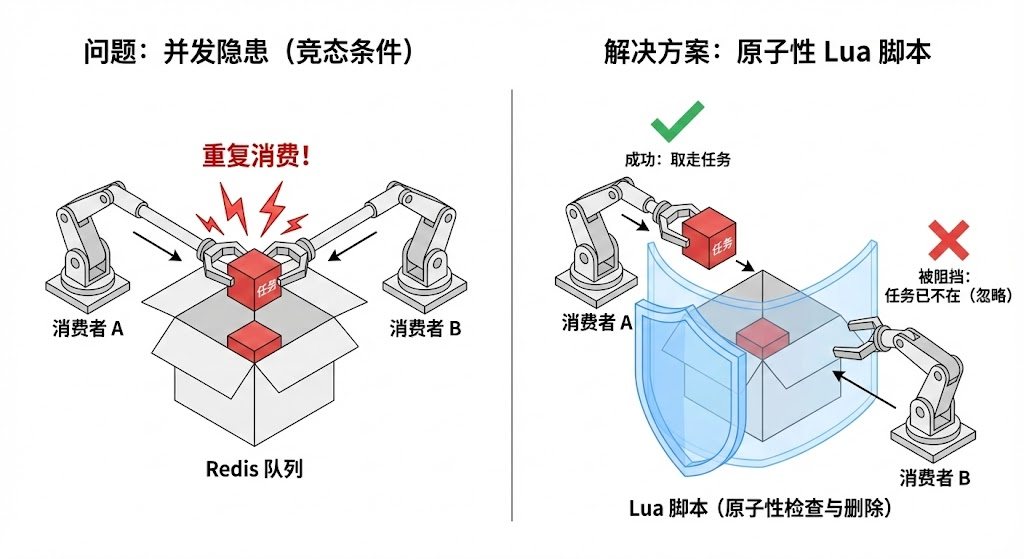 问题：并发隐患（竞态条件）
重复消费！
任务
消费者 A
消费者 B
Redis 队列
解决方案：原子性 Lua 脚本
成功：取走任务
任务
被阻挡：
任务已不在（忽略）
消费者 A
消费者 B
Lua 脚本（原子性检查与删除）